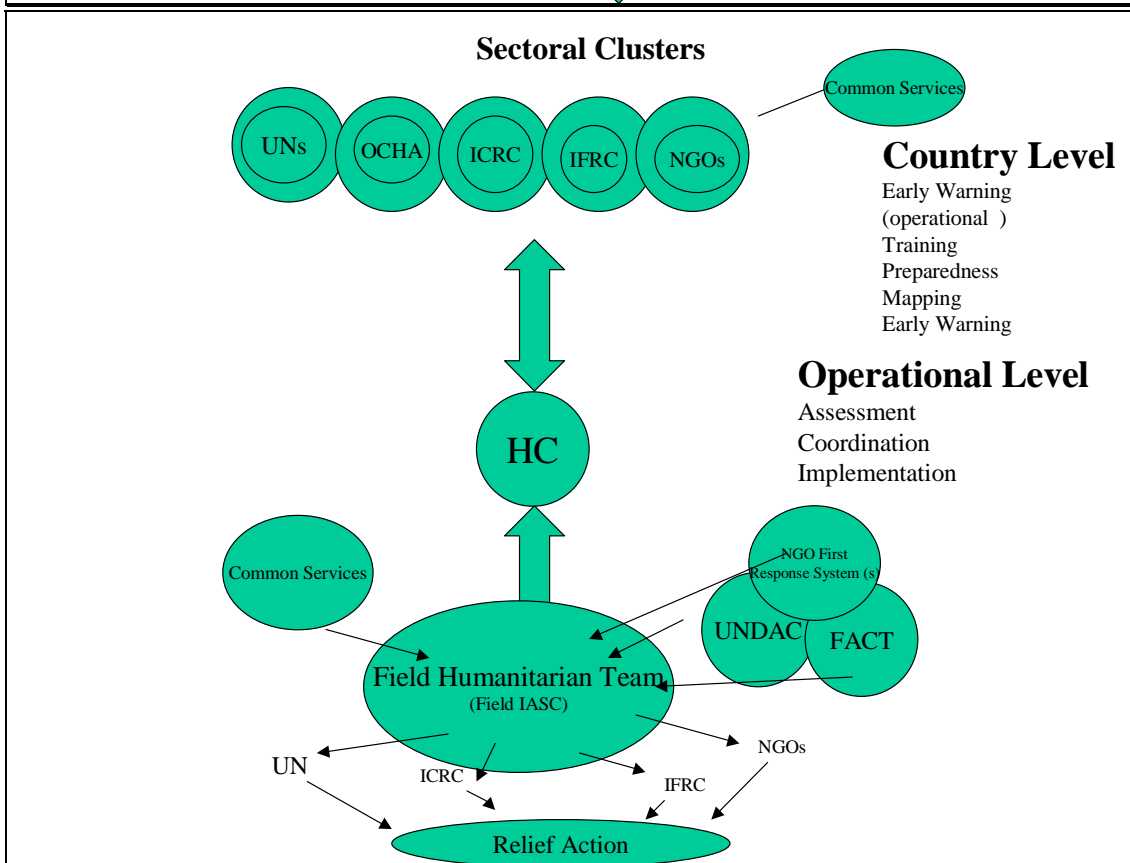 Sectoral Clusters
Common Services
UNs
OCHA
ICRC
IFRC
NGOs
Country Level
Early Warning
(operational )
Training
Preparedness
Mapping
Early Warning
Operational Level
Assessment
Coordination
Implementation
HC
Common Services
NGO First
Response System (s)
UNDAC
FACT
Field Humanitarian Team
(Field IASC)
UN
ICRC
IFRC
NGOs
Relief Action